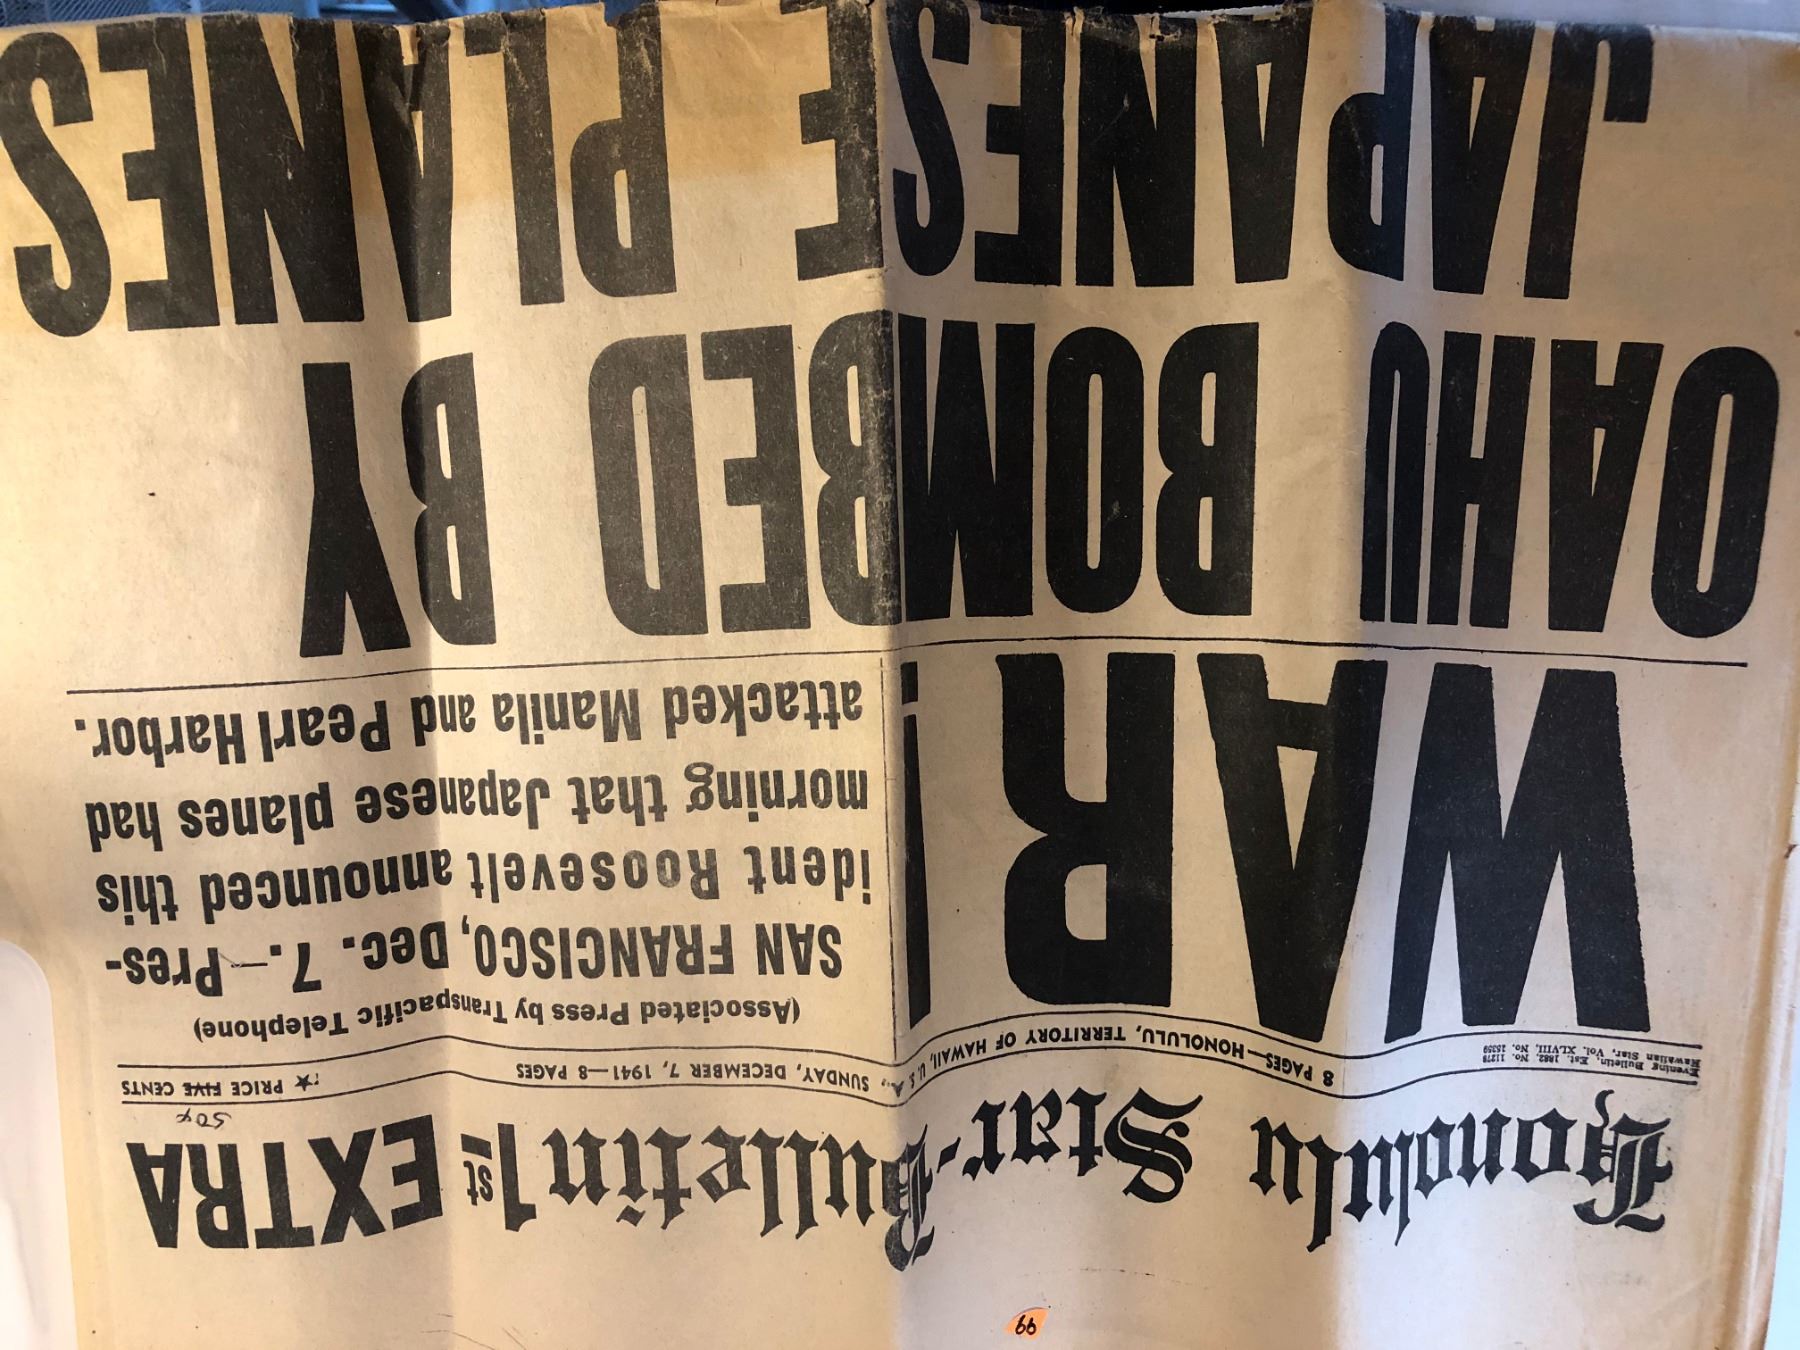 Honolulu Star-Bulletin 1st EXTRA
50¢
Evening Bulletin, Est. 1882, No. 11278
Hawaiian Star, Vol. XLVIII, No. 15359
8 PAGES—HONOLULU, TERRITORY OF HAWAII, U. S. A., SUNDAY, DECEMBER 7, 1941—8 PAGES
★ PRICE FIVE CENTS
WAR!
(Associated Press by Transpacific Telephone)
SAN FRANCISCO, Dec. 7.—Pres-
ident Roosevelt announced this
morning that Japanese planes had
attacked Manila and Pearl Harbor.
OAHU BOMBED BY
JAPANESE PLANES